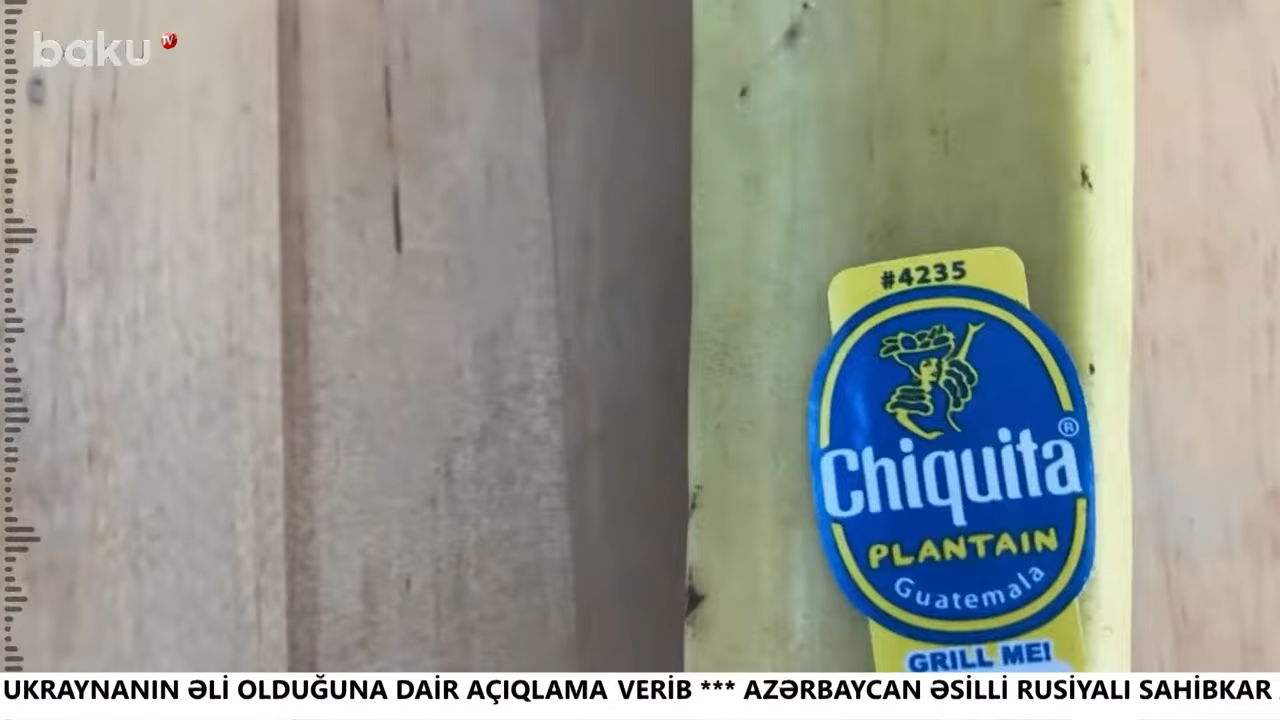 baku TV
#4235
Chiquita®
PLANTAIN
Guatemala
GRILL ME!
UKRAYNANIN ƏLİ OLDUĞUNA DAİR AÇIQLAMA VERİB *** AZƏRBAYCAN ƏSİLLİ RUSİYALI SAHİBKAR